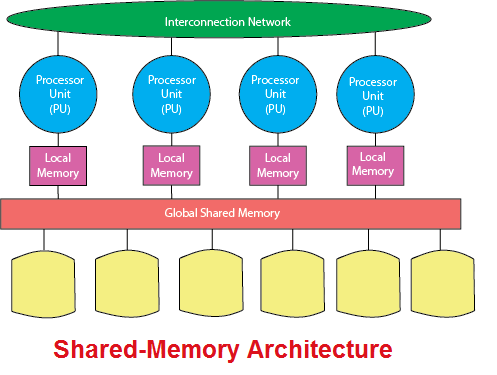 Interconnection Network
Processor
Unit
(PU)
Processor
Unit
(PU)
Processor
Unit
(PU)
Processor
Unit
(PU)
Local
Memory
Local
Memory
Local
Memory
Local
Memory
Global Shared Memory
Shared-Memory Architecture